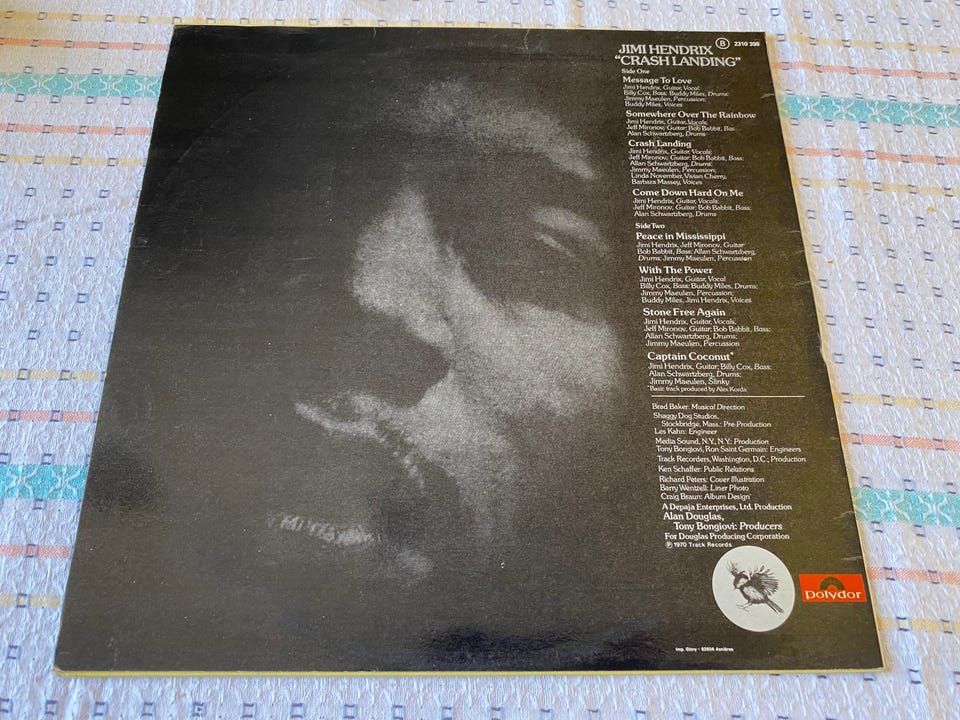 JIMI HENDRIX Ⓑ 2310 399
"CRASH LANDING"
Side One
Message To Love
Jimi Hendrix, Guitar, Vocal;
Billy Cox, Bass; Buddy Miles, Drums;
Jimmy Maeulen, Percussion;
Buddy Miles, Voices
Somewhere Over The Rainbow
Jimi Hendrix, Guitar, Vocals,
Jeff Mironov, Guitar; Bob Babbit, Bas
Alan Schwartzberg, Drums
Crash Landing
Jimi Hendrix, Guitar, Vocals;
Jeff Mironov, Guitar; Bob Babbit, Bass;
Allan Schwartzberg, Drums;
Jimmy Maeulen, Percussion;
Linda November, Vivian Cherry,
Barbara Massey, Voices
Come Down Hard On Me
Jimi Hendrix, Guitar, Vocals,
Jeff Mironov, Guitar; Bob Babbit, Bass;
Alan Schwartzberg, Drums
Side Two
Peace in Mississippi
Jimi Hendrix, Jeff Mironov, Guitar
Bob Babbit, Bass; Allan Schwartzberg,
Drums; Jimmy Maeulen, Percussion
With The Power
Jimi Hendrix, Guitar, Vocal
Billy Cox, Bass; Buddy Miles, Drums;
Jimmy Maeulen, Percussion;
Buddy Miles, Jimi Hendrix, Voices
Stone Free Again
Jimi Hendrix, Guitar, Vocals,
Jeff Mironov, Guitar; Bob Babbit, Bass;
Allan Schwartzberg, Drums;
Jimmy Maeulen, Percussion
Captain Coconut*
Jimi Hendrix, Guitar; Billy Cox, Bass;
Alan Schwartzberg, Drums;
Jimmy Maeulen, Slinky
*Basic track produced by Alex Korda
Brad Baker: Musical Direction
Shaggy Dog Studios,
Stockbridge, Mass.: Pre-Production
Les Kahn: Engineer
Media Sound, N.Y., N.Y.: Production
Tony Bongiovi, Ron Saint Germain: Engineers
Track Recorders, Washington, D.C.; Production
Ken Schaffer: Public Relations
Richard Peters: Cover Illustration
Barry Wentzell: Liner Photo
Craig Braun: Album Design
A Depaja Enterprises, Ltd. Production
Alan Douglas,
Tony Bongiovi: Producers
For Douglas Producing Corporation
Ⓟ 1970 Track Records
polydor
Imp. Glory - 92604 Asnières